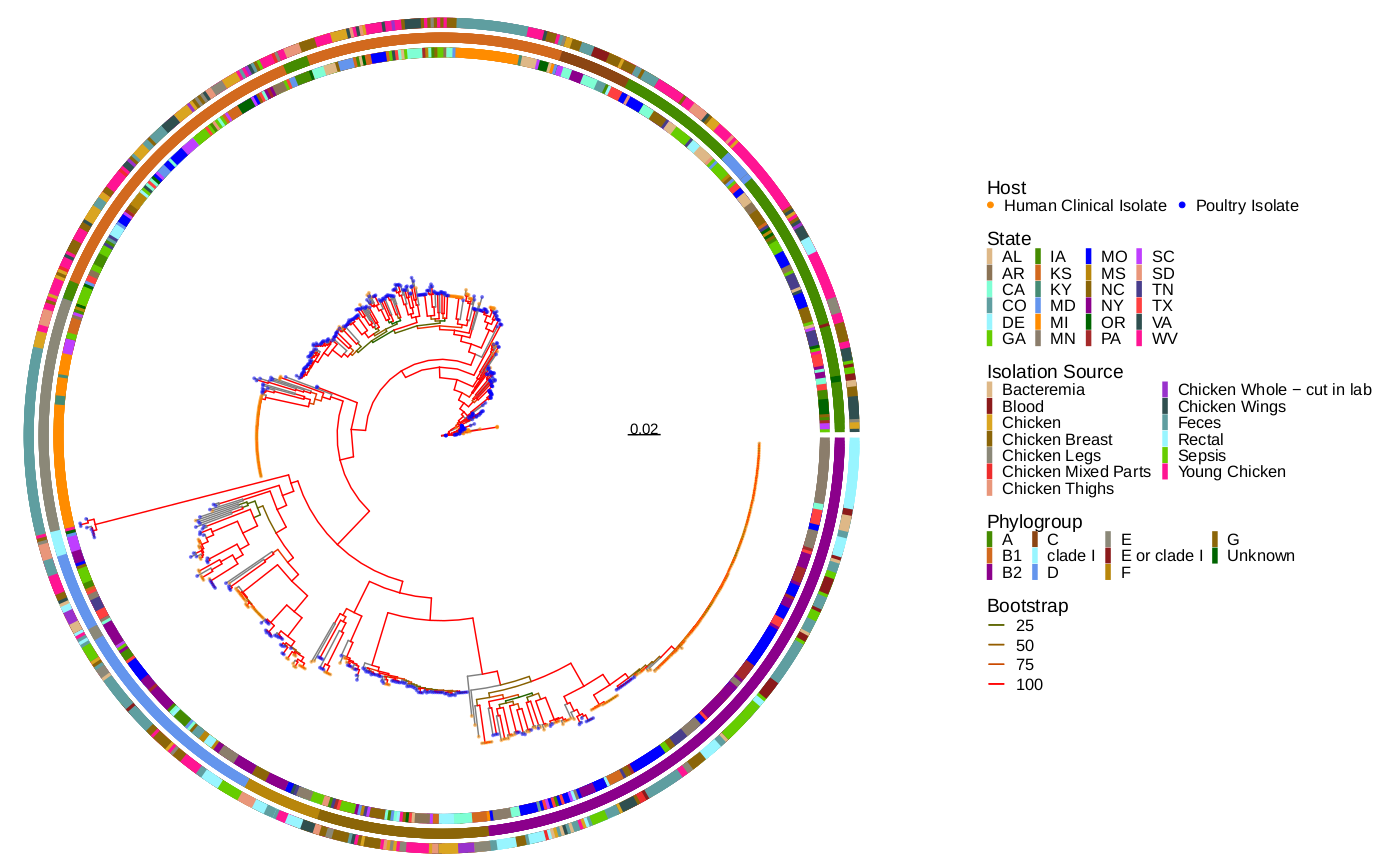 Host
Human Clinical Isolate Poultry Isolate
State
AL IA MO SC
AR KS MS SD
CA KY NC TN
CO MD NY TX
DE MI OR VA
GA MN PA WV
0.02
Isolation Source
Bacteremia Chicken Whole − cut in lab
Blood Chicken Wings
Chicken Feces
Chicken Breast Rectal
Chicken Legs Sepsis
Chicken Mixed Parts Young Chicken
Chicken Thighs
Phylogroup
A C E G
B1 clade I E or clade I Unknown
B2 D F
Bootstrap
25
50
75
100